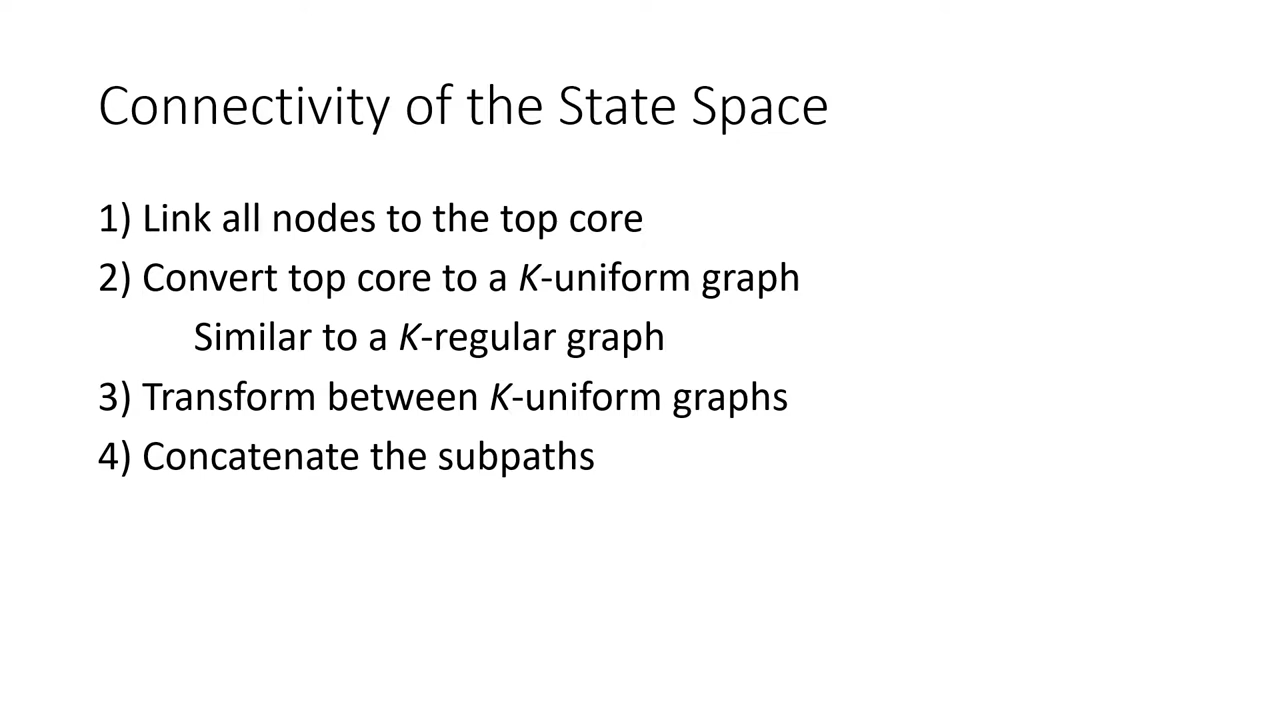 Connectivity of the State Space
1) Link all nodes to the top core
2) Convert top core to a K-uniform graph
Similar to a K-regular graph
3) Transform between K-uniform graphs
4) Concatenate the subpaths